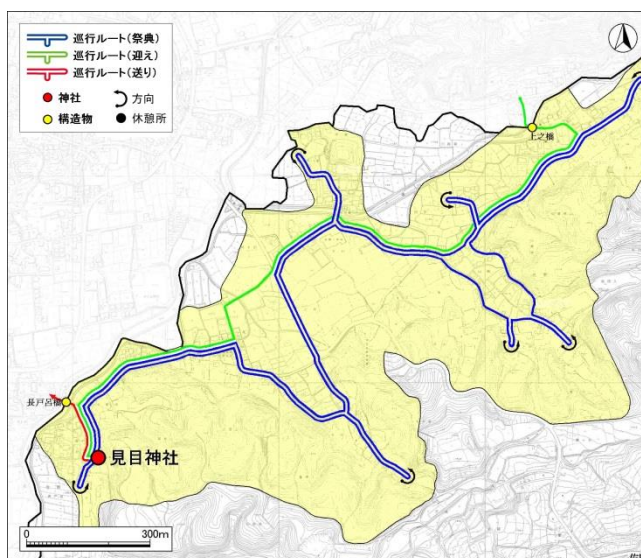 巡行ルート(祭典)
巡行ルート(迎え)
巡行ルート(送り)
神社 方向
構造物 休憩所
上之橋
長戸呂橋
見目神社
0 300m